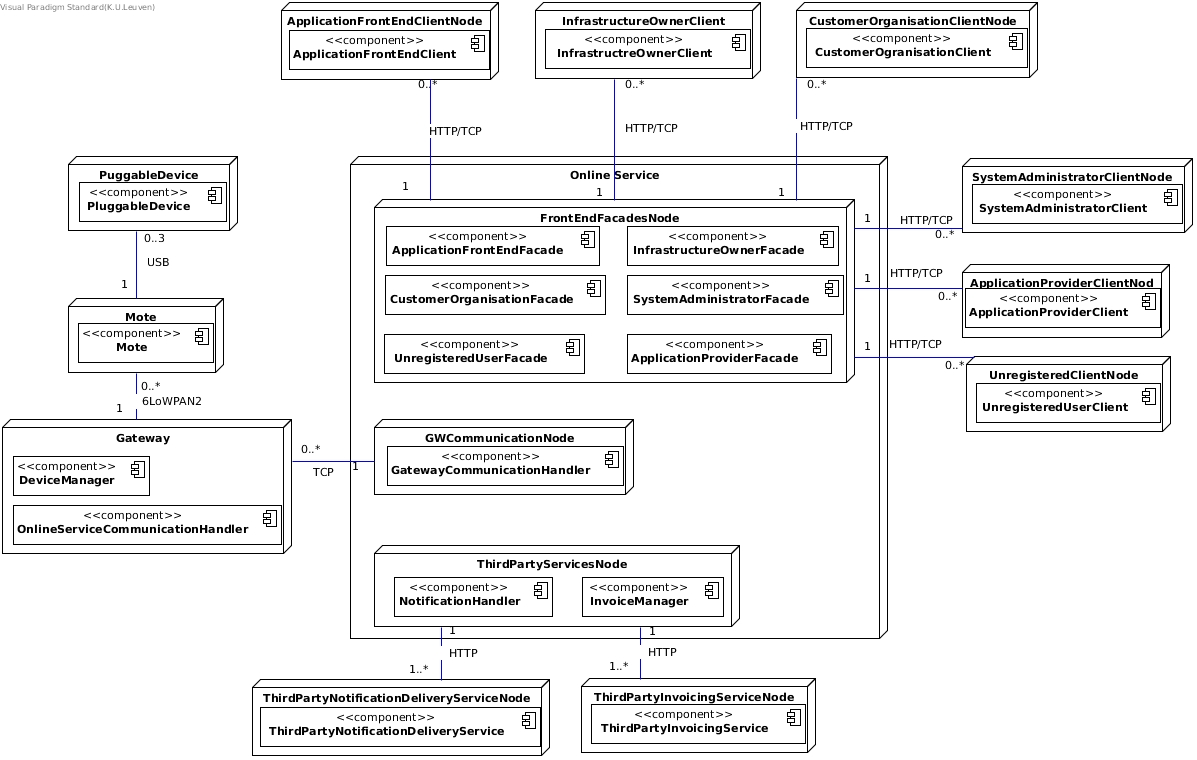 Visual Paradigm Standard(K.U.Leuven)
ApplicationFrontEndClientNode
<<component>>
ApplicationFrontEndClient
InfrastructureOwnerClient
<<component>>
InfrastructreOwnerClient
CustomerOrganisationClientNode
<<component>>
CustomerOgranisationClient
0..*
0..*
0..*
HTTP/TCP
HTTP/TCP
HTTP/TCP
PuggableDevice
<<component>>
PluggableDevice
0..3
USB
1
Mote
<<component>>
Mote
0..*
6LoWPAN2
1
Gateway
<<component>>
DeviceManager
<<component>>
OnlineServiceCommunicationHandler
0..*
TCP
1
Online Service
1
1
1
FrontEndFacadesNode
<<component>>
ApplicationFrontEndFacade
<<component>>
InfrastructureOwnerFacade
<<component>>
CustomerOrganisationFacade
<<component>>
SystemAdministratorFacade
<<component>>
UnregisteredUserFacade
<<component>>
ApplicationProviderFacade
1
HTTP/TCP
0..*
SystemAdministratorClientNode
<<component>>
SystemAdministratorClient
1
HTTP/TCP
0..*
ApplicationProviderClientNod
<<component>>
ApplicationProviderClient
1
HTTP/TCP
0..*
UnregisteredClientNode
<<component>>
UnregisteredUserClient
GWCommunicationNode
<<component>>
GatewayCommunicationHandler
ThirdPartyServicesNode
<<component>>
NotificationHandler
<<component>>
InvoiceManager
1
HTTP
1..*
1
HTTP
1..*
ThirdPartyNotificationDeliveryServiceNode
<<component>>
ThirdPartyNotificationDeliveryService
ThirdPartyInvoicingServiceNode
<<component>>
ThirdPartyInvoicingService